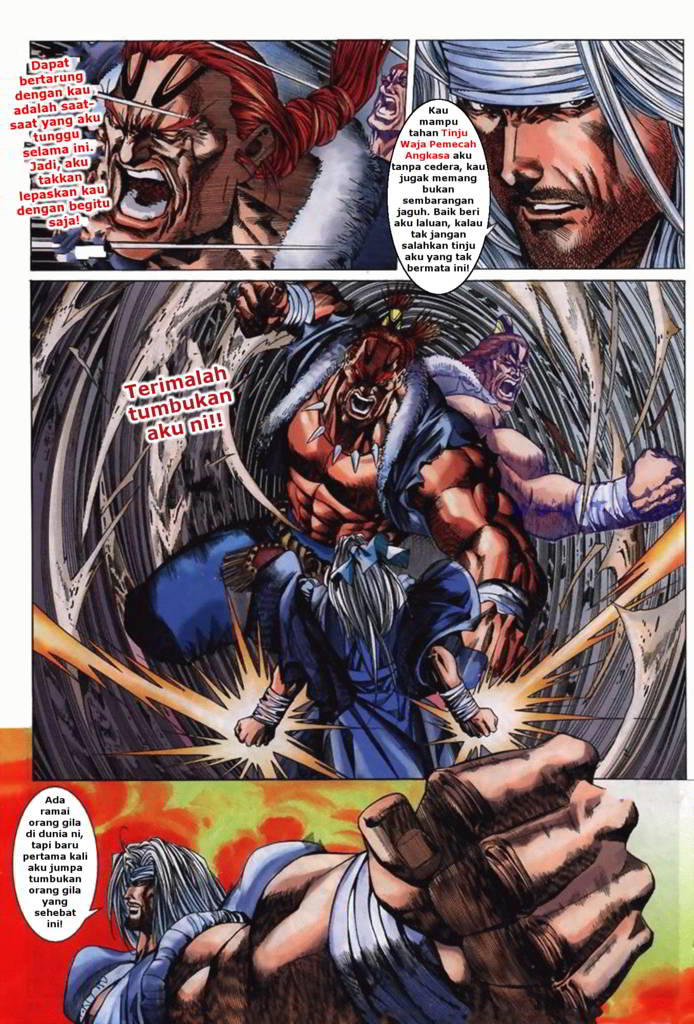 Dapat
bertarung
dengan kau
adalah saat-
saat yang aku
tunggu
selama ini.
Jadi, aku
takkan
lepaskan kau
dengan begitu
saja!
Kau
mampu
tahan Tinju
Waja Pemecah
Angkasa aku
tanpa cedera, kau
jugak memang
bukan
sembarangan
jaguh. Baik beri
aku laluan, kalau
tak jangan
salahkan tinju
aku yang tak
bermata ini!
Terimalah
tumbukan
aku ni!!
Ada
ramai
orang gila
di dunia ni,
tapi baru
pertama kali
aku jumpa
tumbukan
orang gila
yang
sehebat
ini!